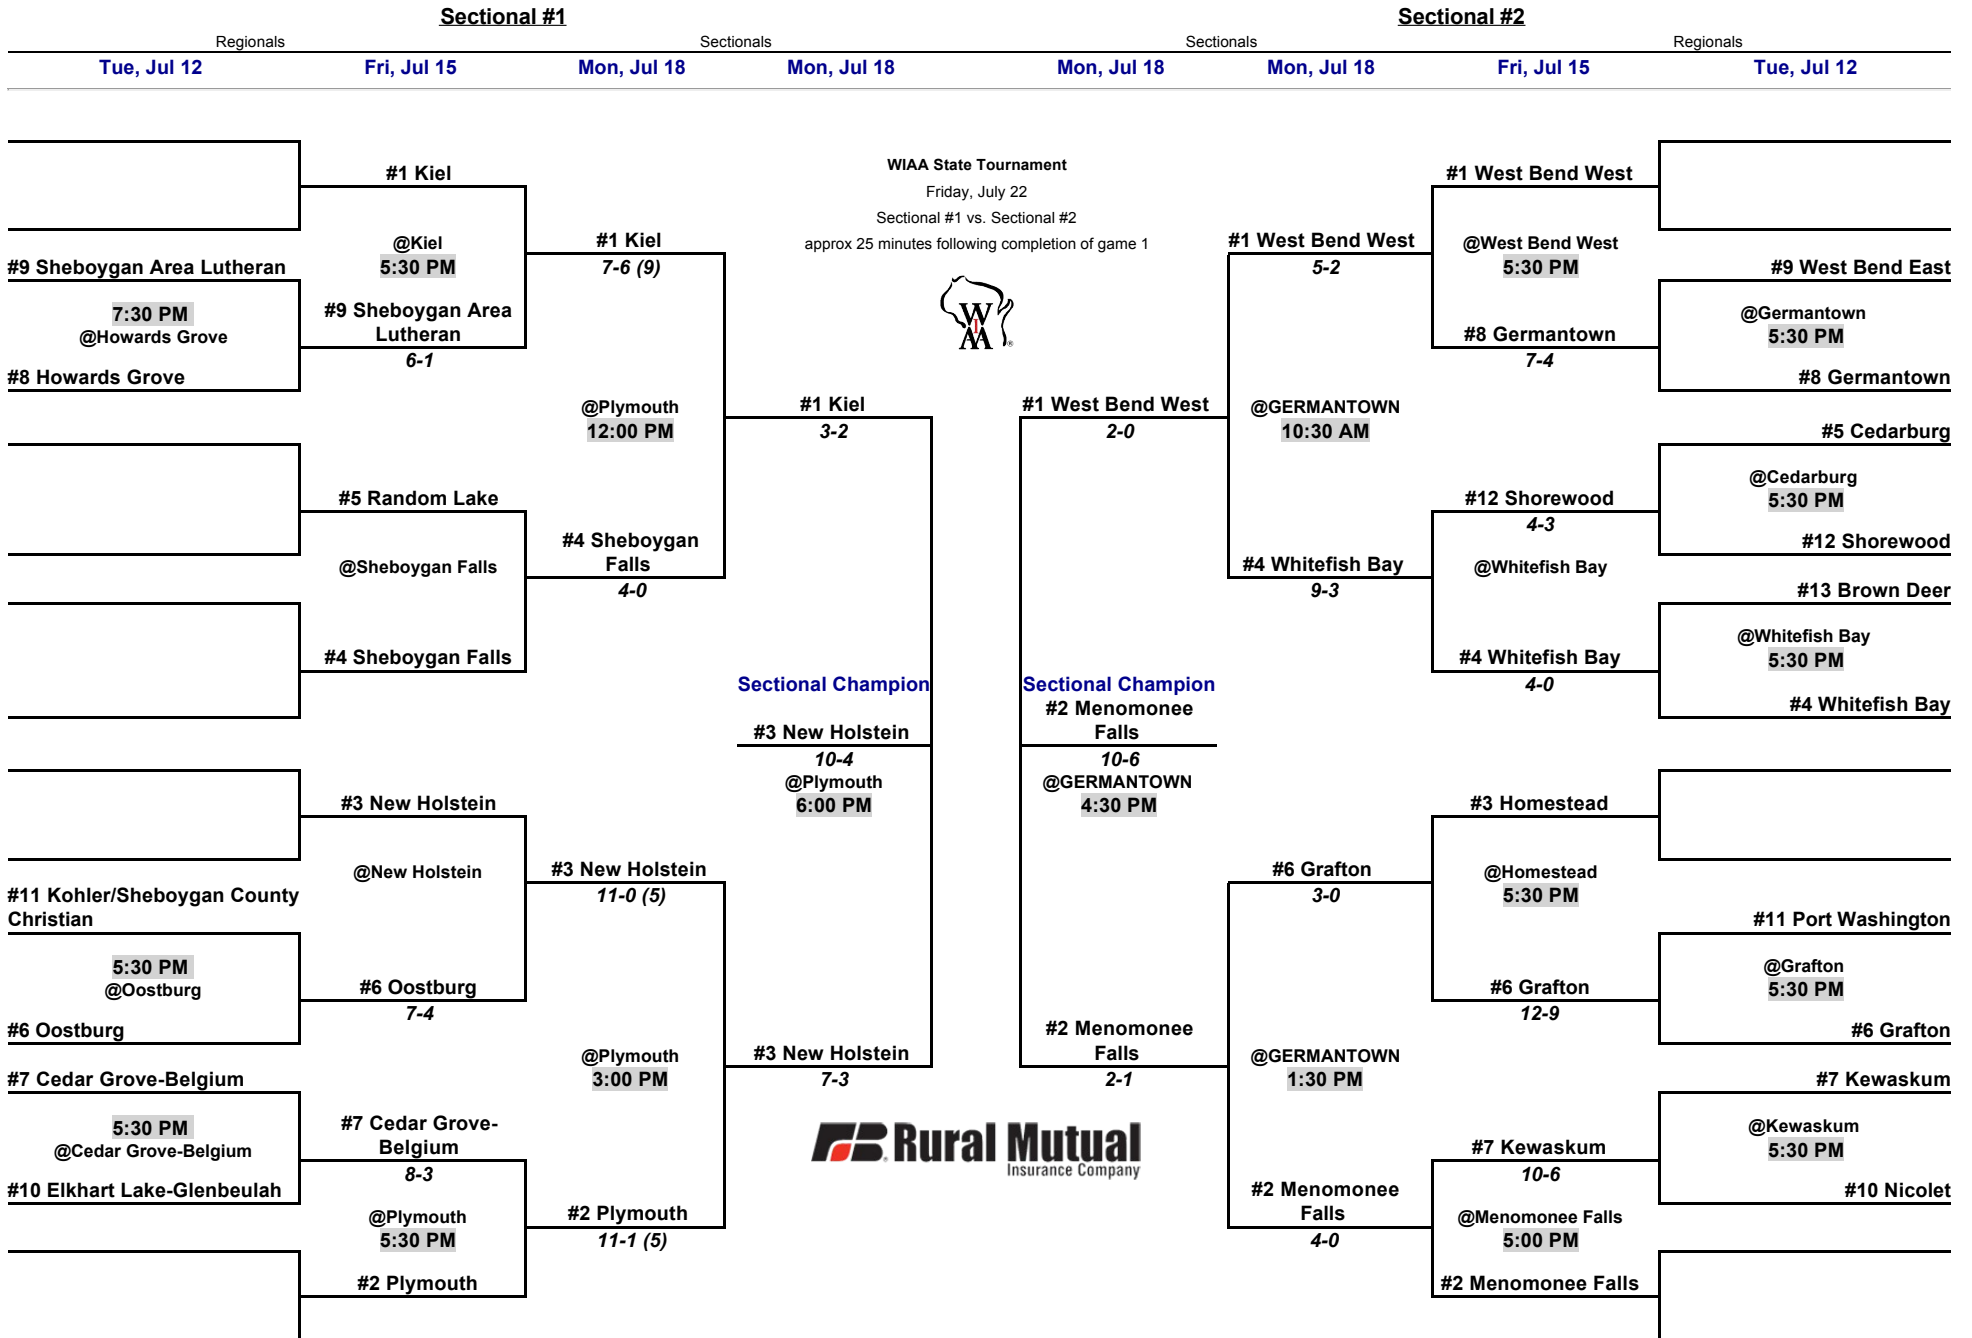 Sectional #1
Sectional #2
Regionals
Sectionals
Sectionals
Regionals
Tue, Jul 12
Fri, Jul 15
Mon, Jul 18
Mon, Jul 18
Mon, Jul 18
Mon, Jul 18
Fri, Jul 15
Tue, Jul 12
#9 Sheboygan Area Lutheran
7:30 PM
@Howards Grove
#8 Howards Grove
#11 Kohler/Sheboygan County
Christian
5:30 PM
@Oostburg
#6 Oostburg
#7 Cedar Grove-Belgium
5:30 PM
@Cedar Grove-Belgium
#10 Elkhart Lake-Glenbeulah
#1 Kiel
@Kiel
5:30 PM
#9 Sheboygan Area
Lutheran
6-1
#5 Random Lake
@Sheboygan Falls
#4 Sheboygan Falls
#3 New Holstein
@New Holstein
#6 Oostburg
7-4
#7 Cedar Grove-
Belgium
8-3
@Plymouth
5:30 PM
#2 Plymouth
#1 Kiel
7-6 (9)
@Plymouth
12:00 PM
#4 Sheboygan
Falls
4-0
#3 New Holstein
11-0 (5)
@Plymouth
3:00 PM
#2 Plymouth
11-1 (5)
WIAA State Tournament
Friday, July 22
Sectional #1 vs. Sectional #2
approx 25 minutes following completion of game 1
W
I
AA
®
#1 Kiel
3-2
Sectional Champion
#3 New Holstein
10-4
@Plymouth
6:00 PM
#3 New Holstein
7-3
#1 West Bend West
2-0
Sectional Champion
#2 Menomonee
Falls
10-6
@GERMANTOWN
4:30 PM
#2 Menomonee
Falls
2-1
Rural Mutual
Insurance Company
#1 West Bend West
5-2
@GERMANTOWN
10:30 AM
#4 Whitefish Bay
9-3
#6 Grafton
3-0
@GERMANTOWN
1:30 PM
#2 Menomonee
Falls
4-0
#1 West Bend West
@West Bend West
5:30 PM
#8 Germantown
7-4
#12 Shorewood
4-3
@Whitefish Bay
#4 Whitefish Bay
4-0
#3 Homestead
@Homestead
5:30 PM
#6 Grafton
12-9
#7 Kewaskum
10-6
@Menomonee Falls
5:00 PM
#2 Menomonee Falls
#9 West Bend East
@Germantown
5:30 PM
#8 Germantown
#5 Cedarburg
@Cedarburg
5:30 PM
#12 Shorewood
#13 Brown Deer
@Whitefish Bay
5:30 PM
#4 Whitefish Bay
#11 Port Washington
@Grafton
5:30 PM
#6 Grafton
#7 Kewaskum
@Kewaskum
5:30 PM
#10 Nicolet